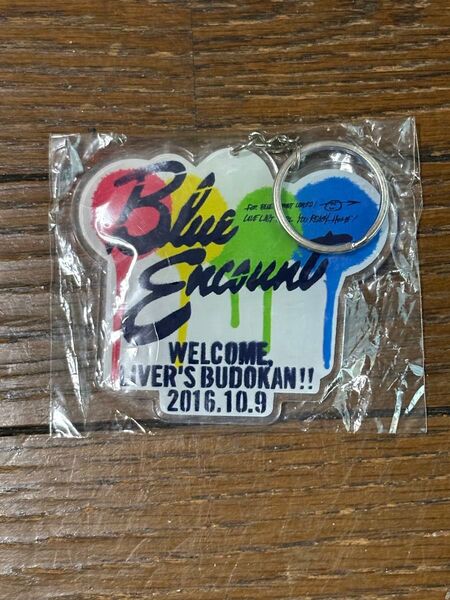 Blue
Encount
WELCOME,
LIVER'S BUDOKAN!!
2016.10.9